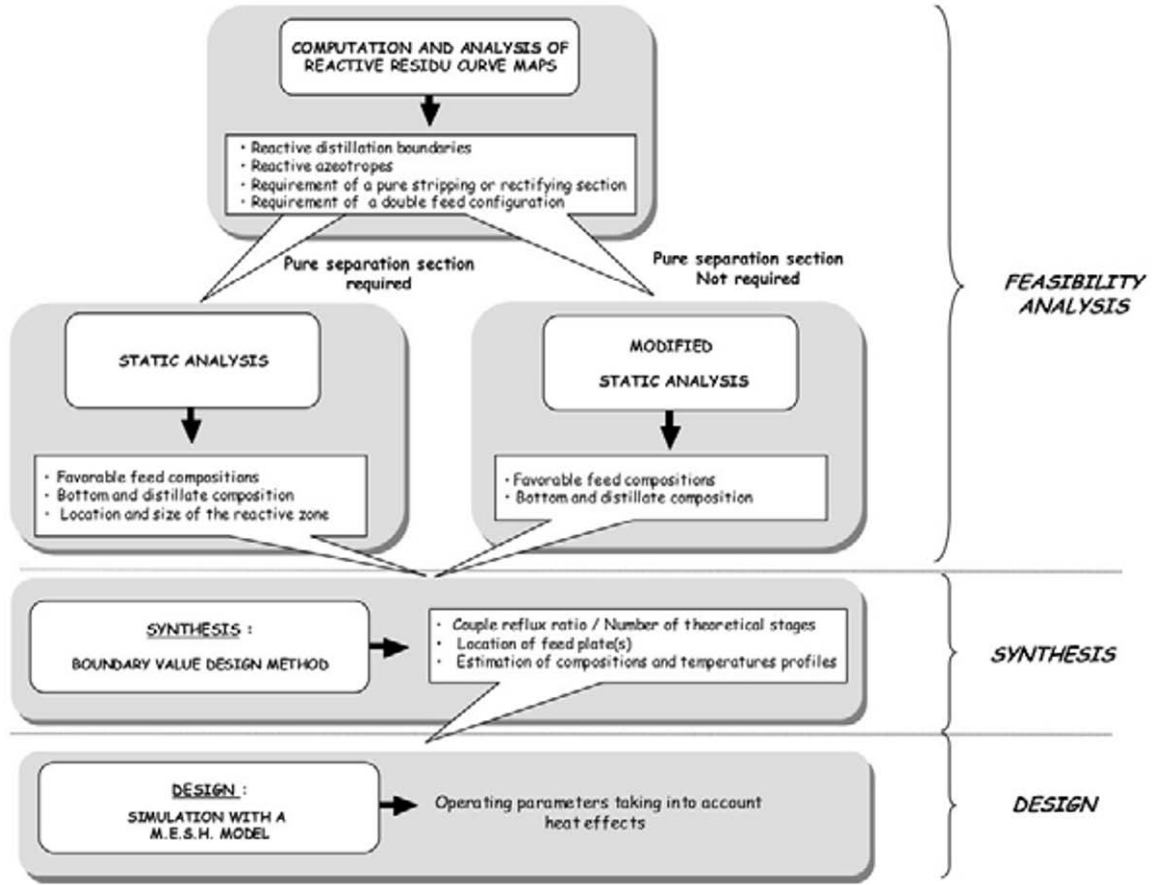 COMPUTATION AND ANALYSIS OF
REACTIVE RESIDU CURVE MAPS
• Reactive distillation boundaries
• Reactive azeotropes
• Requirement of a pure stripping or rectifying section
• Requirement of a double feed configuration
Pure separation section
required
Pure separation section
Not required
FEASIBILITY
ANALYSIS
STATIC ANALYSIS
MODIFIED
STATIC ANALYSIS
• Favorable feed compositions
• Bottom and distillate composition
• Location and size of the reactive zone
• Favorable feed compositions
• Bottom and distillate composition
SYNTHESIS :
BOUNDARY VALUE DESIGN METHOD
• Couple reflux ratio / Number of theoretical stages
• Location of feed plate(s)
• Estimation of compositions and temperatures profiles
SYNTHESIS
DESIGN :
SIMULATION WITH A
M.E.S.H. MODEL
Operating parameters taking into account
heat effects
DESIGN